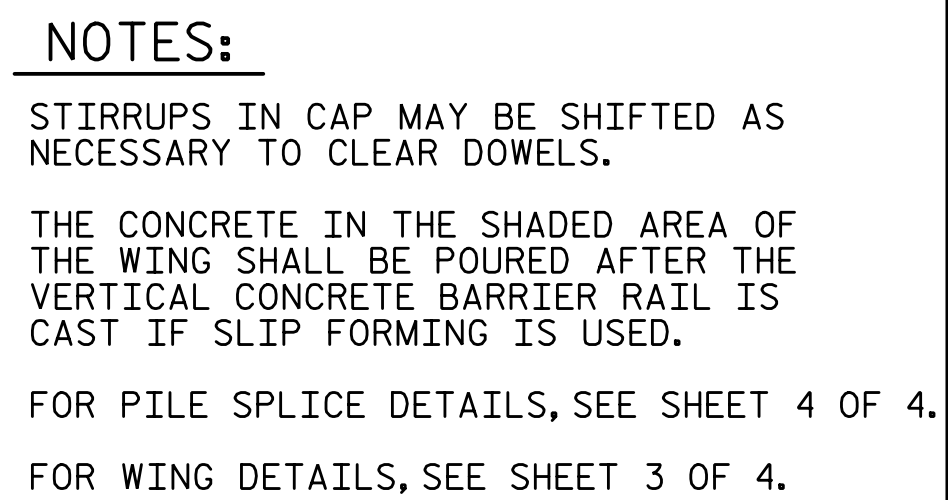 NOTES:
STIRRUPS IN CAP MAY BE SHIFTED AS
NECESSARY TO CLEAR DOWELS.
THE CONCRETE IN THE SHADED AREA OF
THE WING SHALL BE POURED AFTER THE
VERTICAL CONCRETE BARRIER RAIL IS
CAST IF SLIP FORMING IS USED.
FOR PILE SPLICE DETAILS, SEE SHEET 4 OF 4.
FOR WING DETAILS, SEE SHEET 3 OF 4.